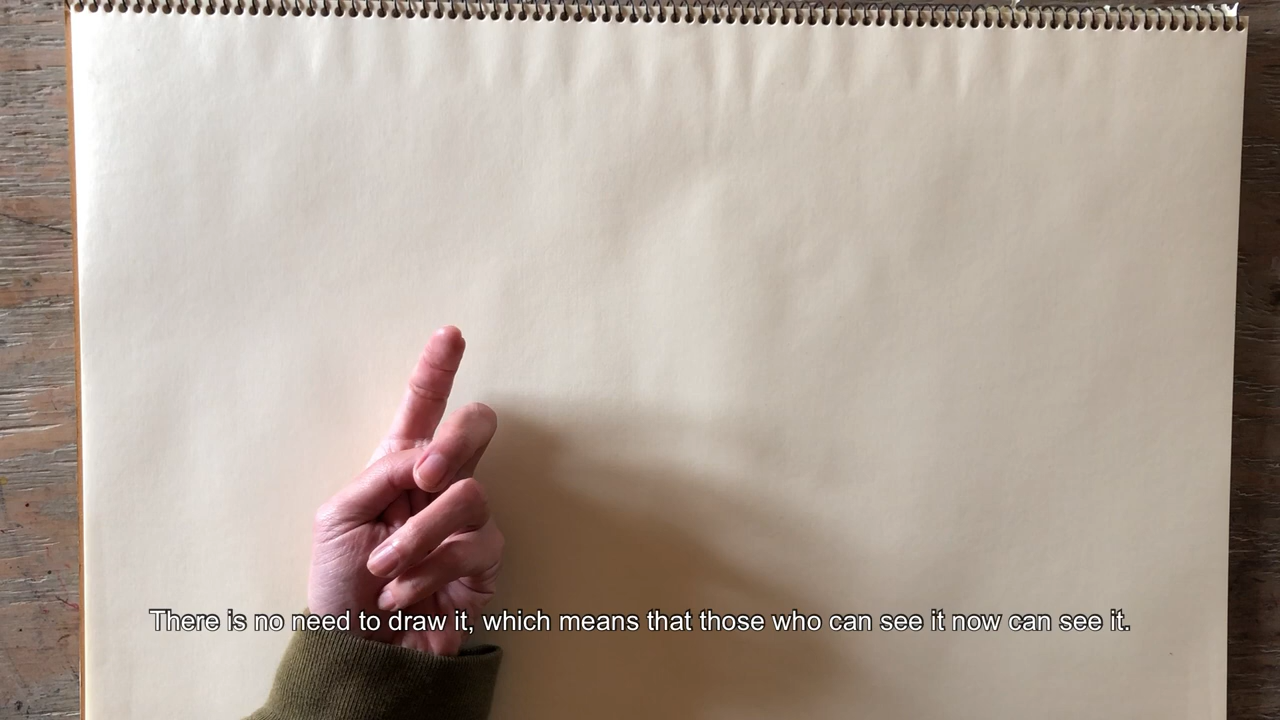 There is no need to draw it, which means that those who can see it now can see it.